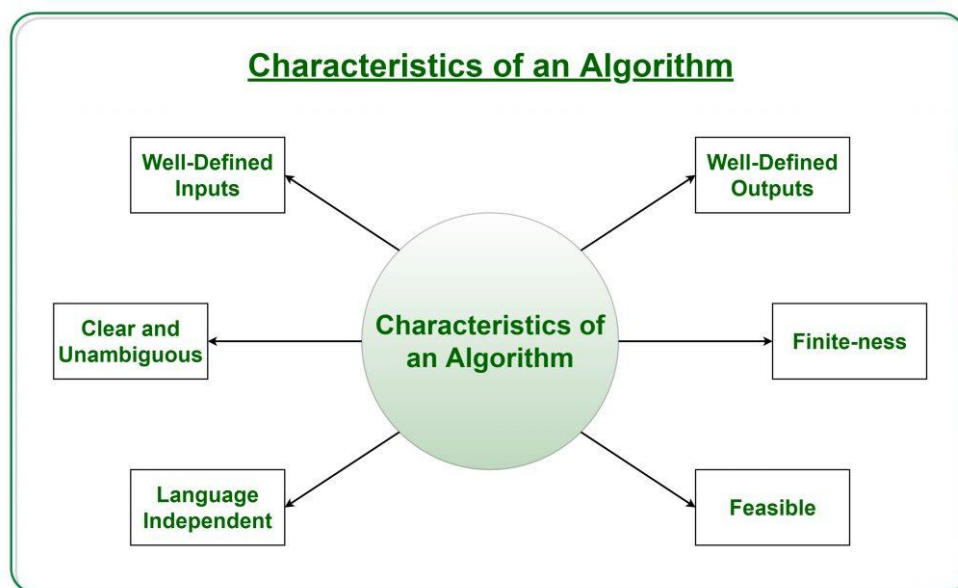 Characteristics of an Algorithm
Well-Defined
Inputs
Well-Defined
Outputs
Clear and
Unambiguous
Characteristics of
an Algorithm
Finite-ness
Language
Independent
Feasible